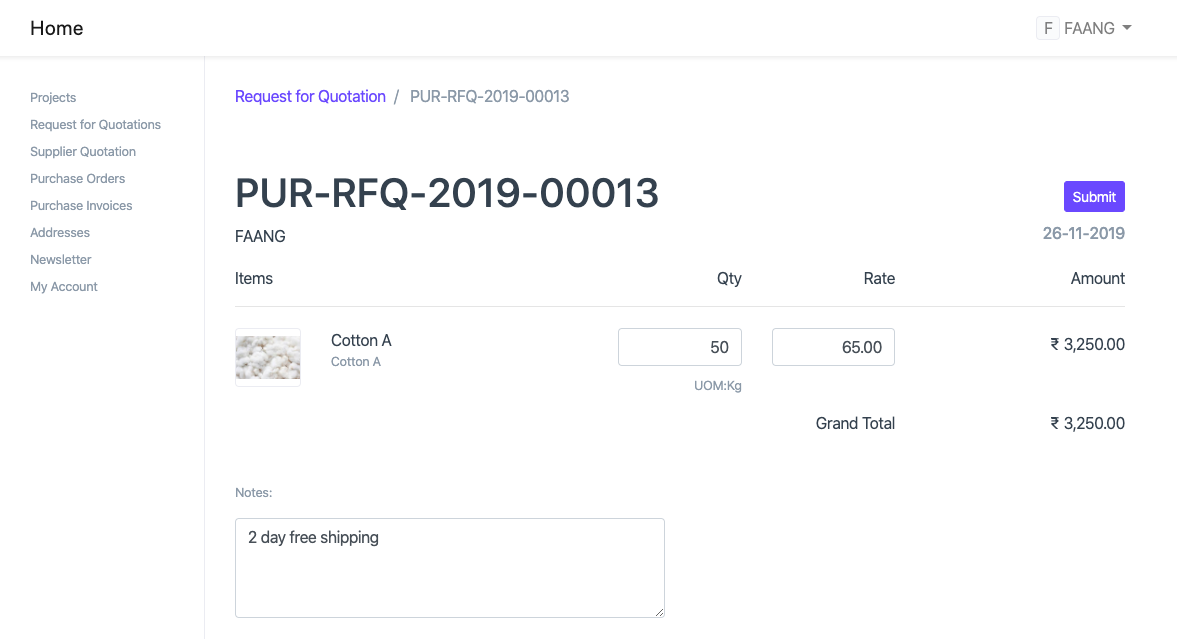 Home
F FAANG
Projects
Request for Quotations
Supplier Quotation
Purchase Orders
Purchase Invoices
Addresses
Newsletter
My Account
Request for Quotation / PUR-RFQ-2019-00013
PUR-RFQ-2019-00013
Submit
FAANG
26-11-2019
Items Qty Rate Amount
Cotton A 50 65.00 ₹ 3,250.00
Cotton A
UOM:Kg
Grand Total ₹ 3,250.00
Notes:
2 day free shipping